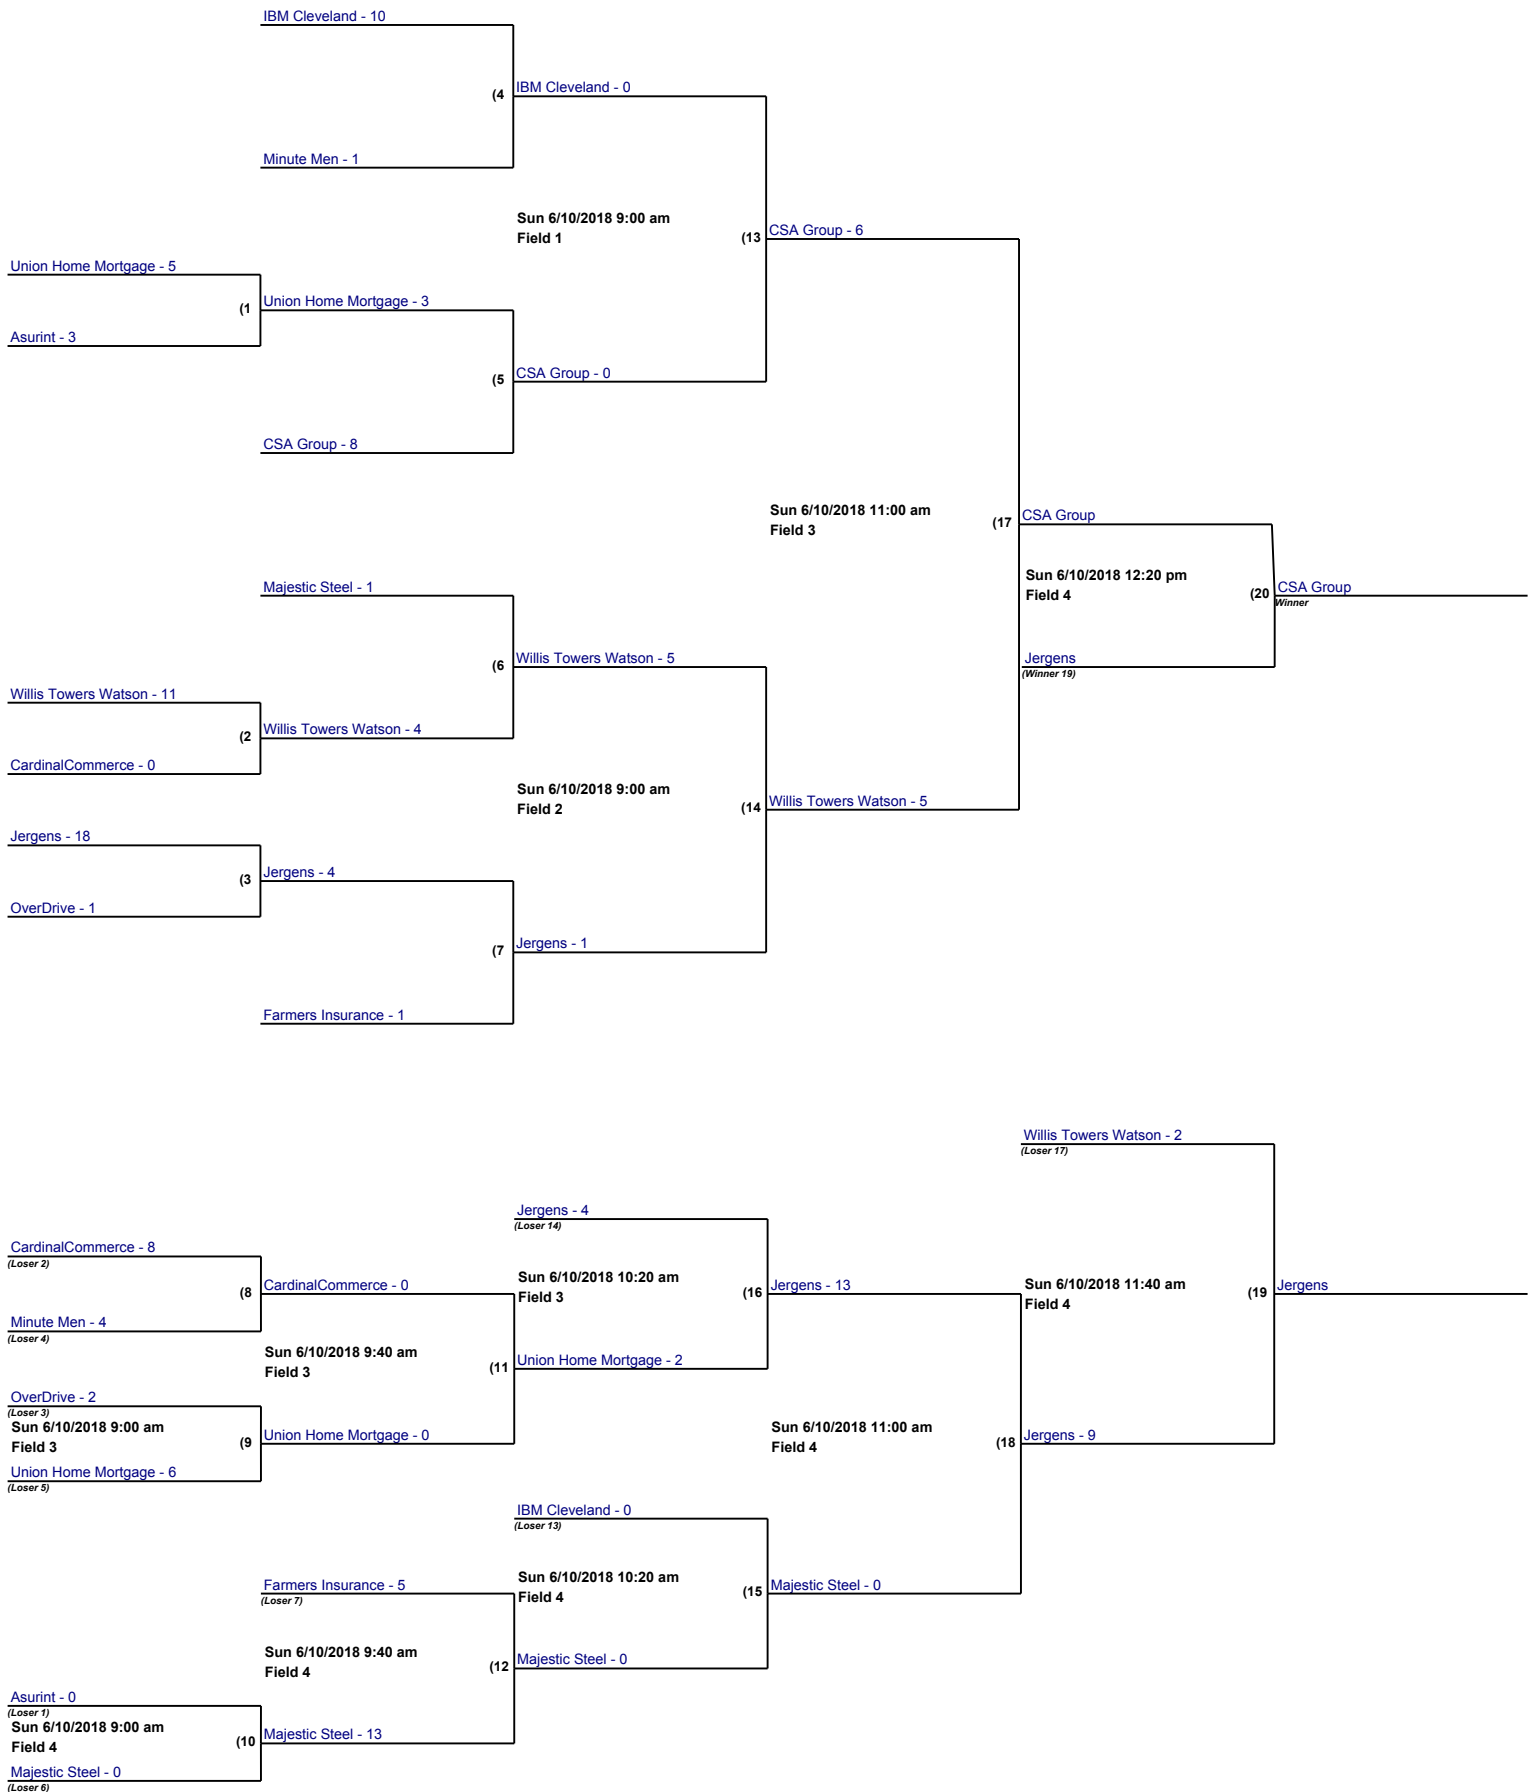 IBM Cleveland - 10
(4
IBM Cleveland - 0
Minute Men - 1
Sun 6/10/2018 9:00 am
Field 1
(13
CSA Group - 6
Union Home Mortgage - 5
(1
Union Home Mortgage - 3
Asurint - 3
(5
CSA Group - 0
CSA Group - 8
Sun 6/10/2018 11:00 am
Field 3
(17
CSA Group
Majestic Steel - 1
Sun 6/10/2018 12:20 pm
Field 4
(20
CSA Group
Winner
(6
Willis Towers Watson - 5
Jergens
(Winner 19)
Willis Towers Watson - 11
(2
Willis Towers Watson - 4
CardinalCommerce - 0
Sun 6/10/2018 9:00 am
Field 2
(14
Willis Towers Watson - 5
Jergens - 18
(3
Jergens - 4
OverDrive - 1
(7
Jergens - 1
Farmers Insurance - 1
Willis Towers Watson - 2
(Loser 17)
Jergens - 4
(Loser 14)
CardinalCommerce - 8
(Loser 2)
(8
CardinalCommerce - 0
Sun 6/10/2018 10:20 am
Field 3
(16
Jergens - 13
Sun 6/10/2018 11:40 am
Field 4
(19
Jergens
Minute Men - 4
(Loser 4)
Sun 6/10/2018 9:40 am
Field 3
(11
Union Home Mortgage - 2
OverDrive - 2
(Loser 3)
Sun 6/10/2018 9:00 am
Field 3
(9
Union Home Mortgage - 0
Sun 6/10/2018 11:00 am
Field 4
(18
Jergens - 9
Union Home Mortgage - 6
(Loser 5)
IBM Cleveland - 0
(Loser 13)
Farmers Insurance - 5
(Loser 7)
Sun 6/10/2018 10:20 am
Field 4
(15
Majestic Steel - 0
Sun 6/10/2018 9:40 am
Field 4
(12
Majestic Steel - 0
Asurint - 0
(Loser 1)
Sun 6/10/2018 9:00 am
Field 4
(10
Majestic Steel - 13
Majestic Steel - 0
(Loser 6)